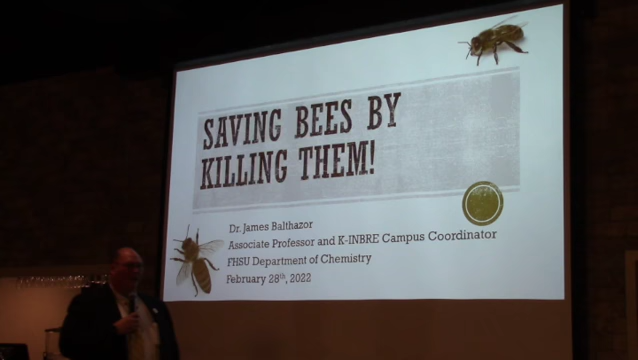 SAVING BEES BY
KILLING THEM!
Dr. James Balthazor
Associate Professor and K-INBRE Campus Coordinator
FHSU Department of Chemistry
February 28th, 2022